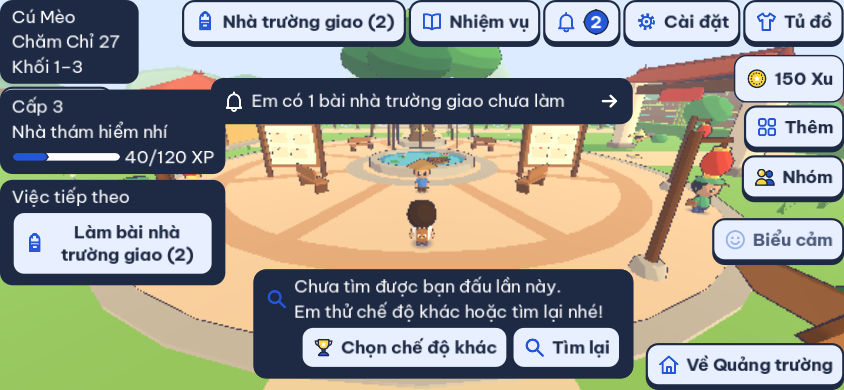 Cú Mèo
Chăm Chỉ 27
Khối 1–3
Nhà trường giao (2)
Nhiệm vụ
2
Cài đặt
Tủ đồ
150 Xu
Em có 1 bài nhà trường giao chưa làm
Cấp 3
Nhà thám hiểm nhí
40/120 XP
Thêm
Nhóm
Việc tiếp theo
Làm bài nhà
trường giao (2)
Biểu cảm
Chưa tìm được bạn đấu lần này.
Em thử chế độ khác hoặc tìm lại nhé!
Chọn chế độ khác
Tìm lại
Về Quảng trường